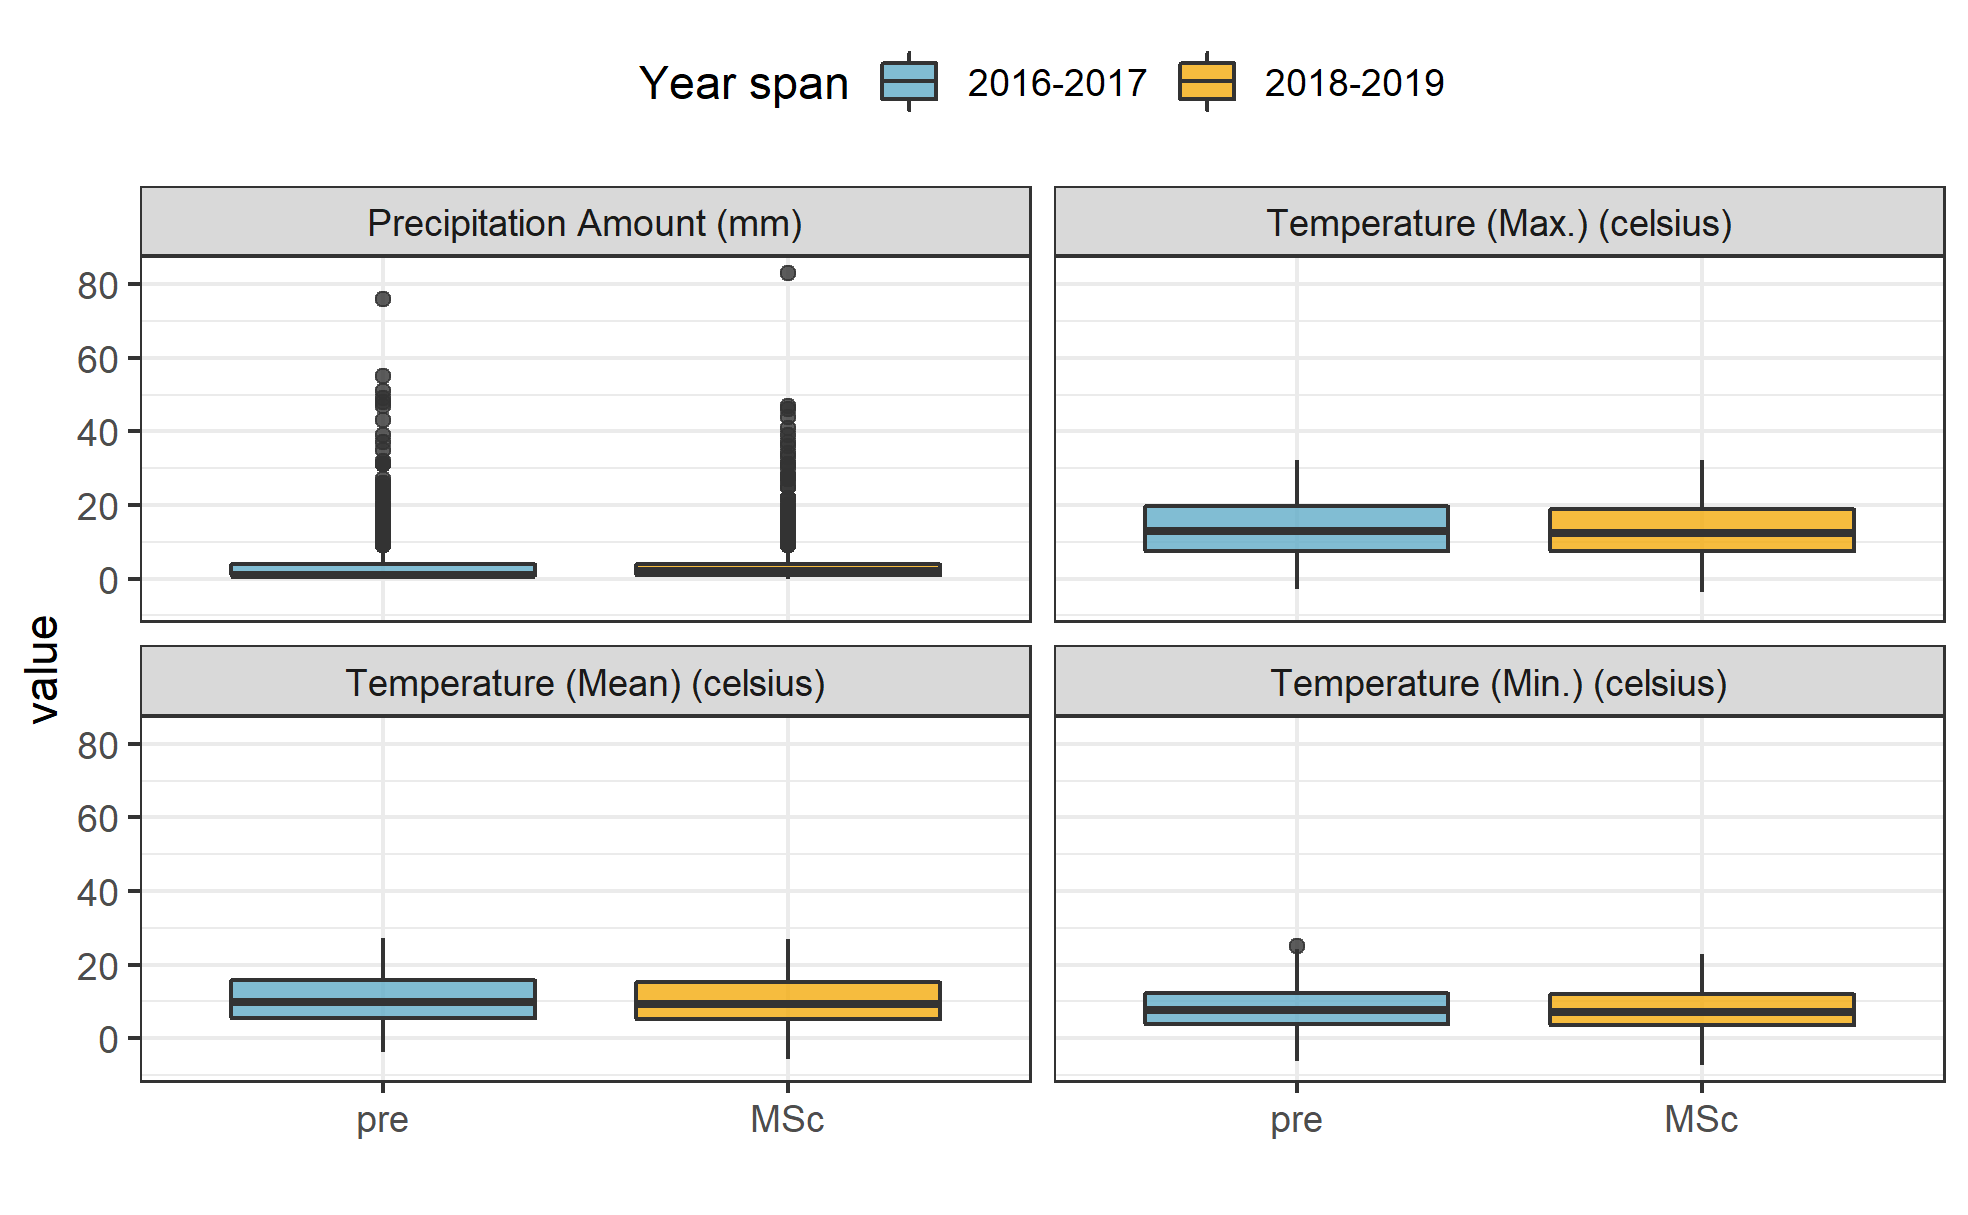 Year span 2016-2017 2018-2019
Precipitation Amount (mm) Temperature (Max.) (celsius)
80
60
40
20
0
value
Temperature (Mean) (celsius) Temperature (Min.) (celsius)
80
60
40
20
0
pre MSc pre MSc